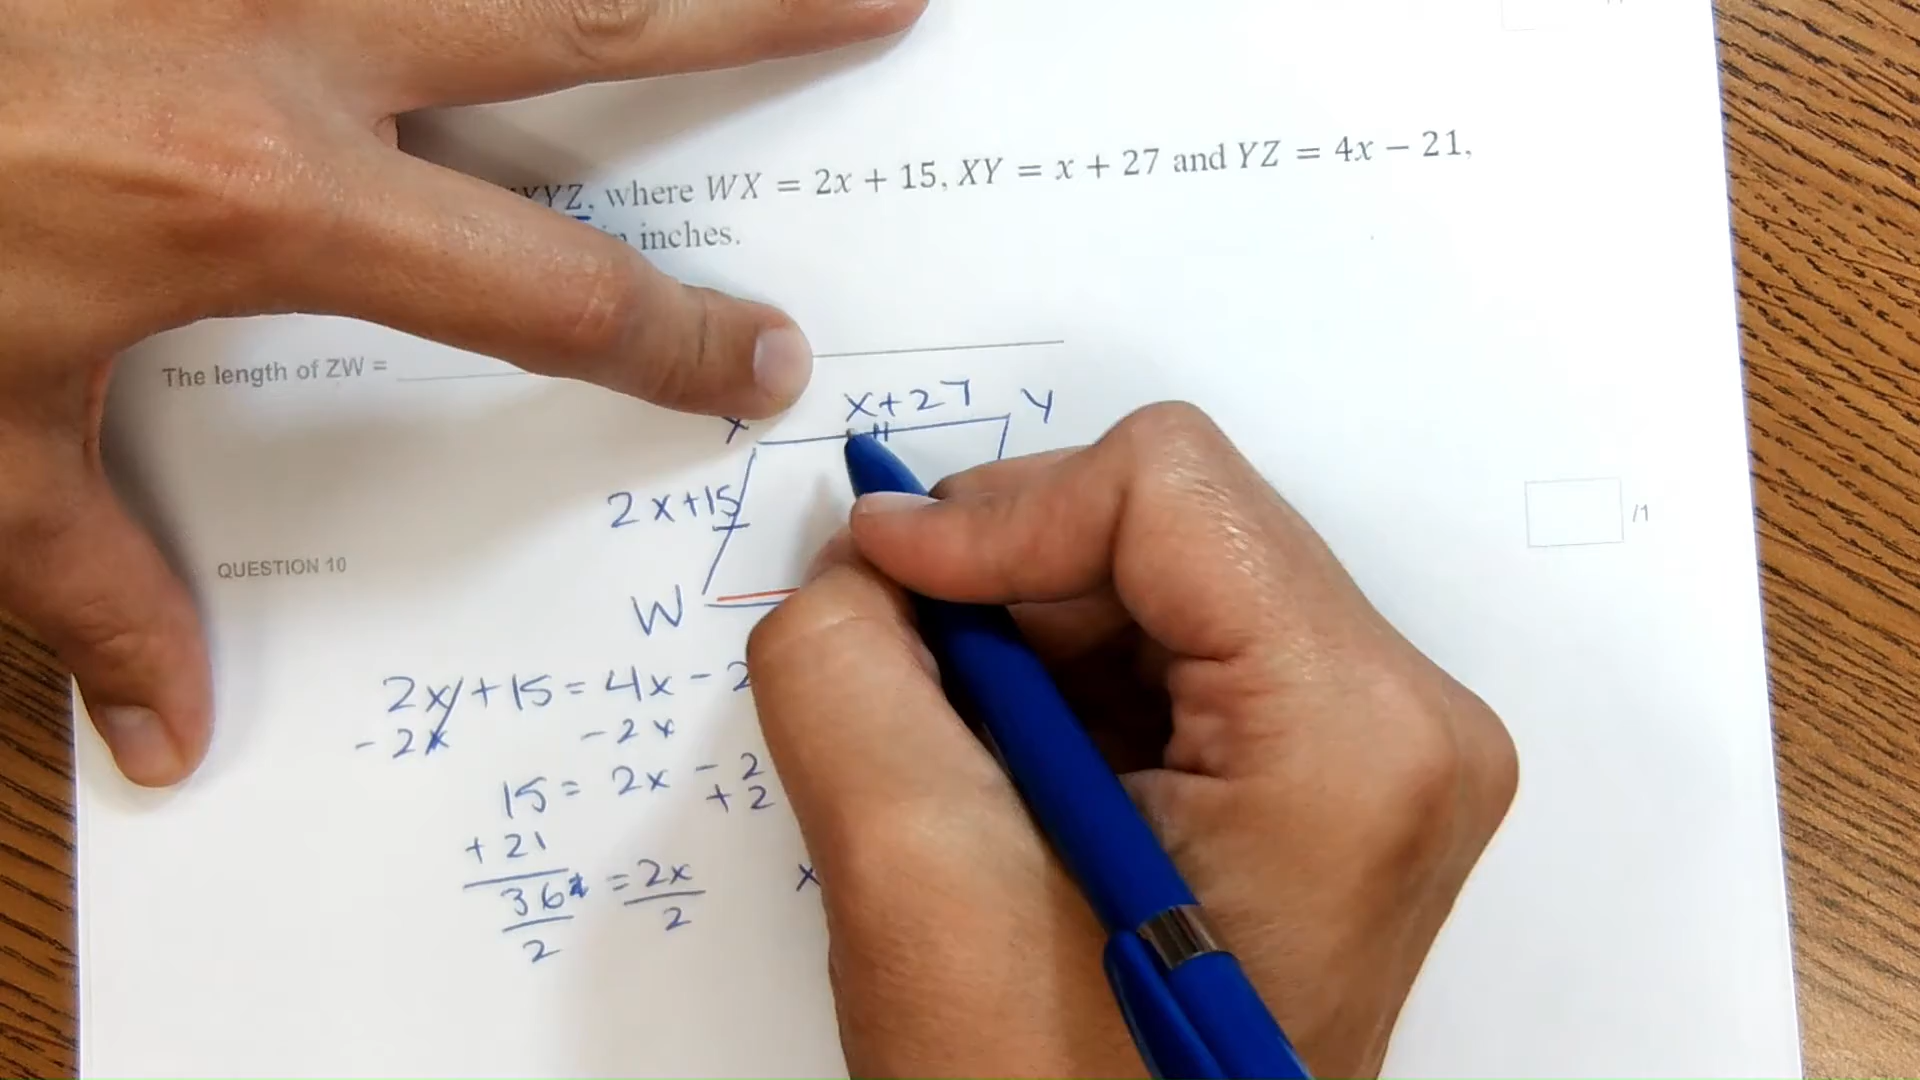 XYZ, where WX = 2x + 15, XY = x + 27 and YZ = 4x − 21,
inches.
The length of ZW =
x+27 Y
X
2x+15
/1
QUESTION 10
W
2x+15=4x-2
-2x -2x
15= 2x - 2
+ 2
+ 21
36 = 2x x
2 2